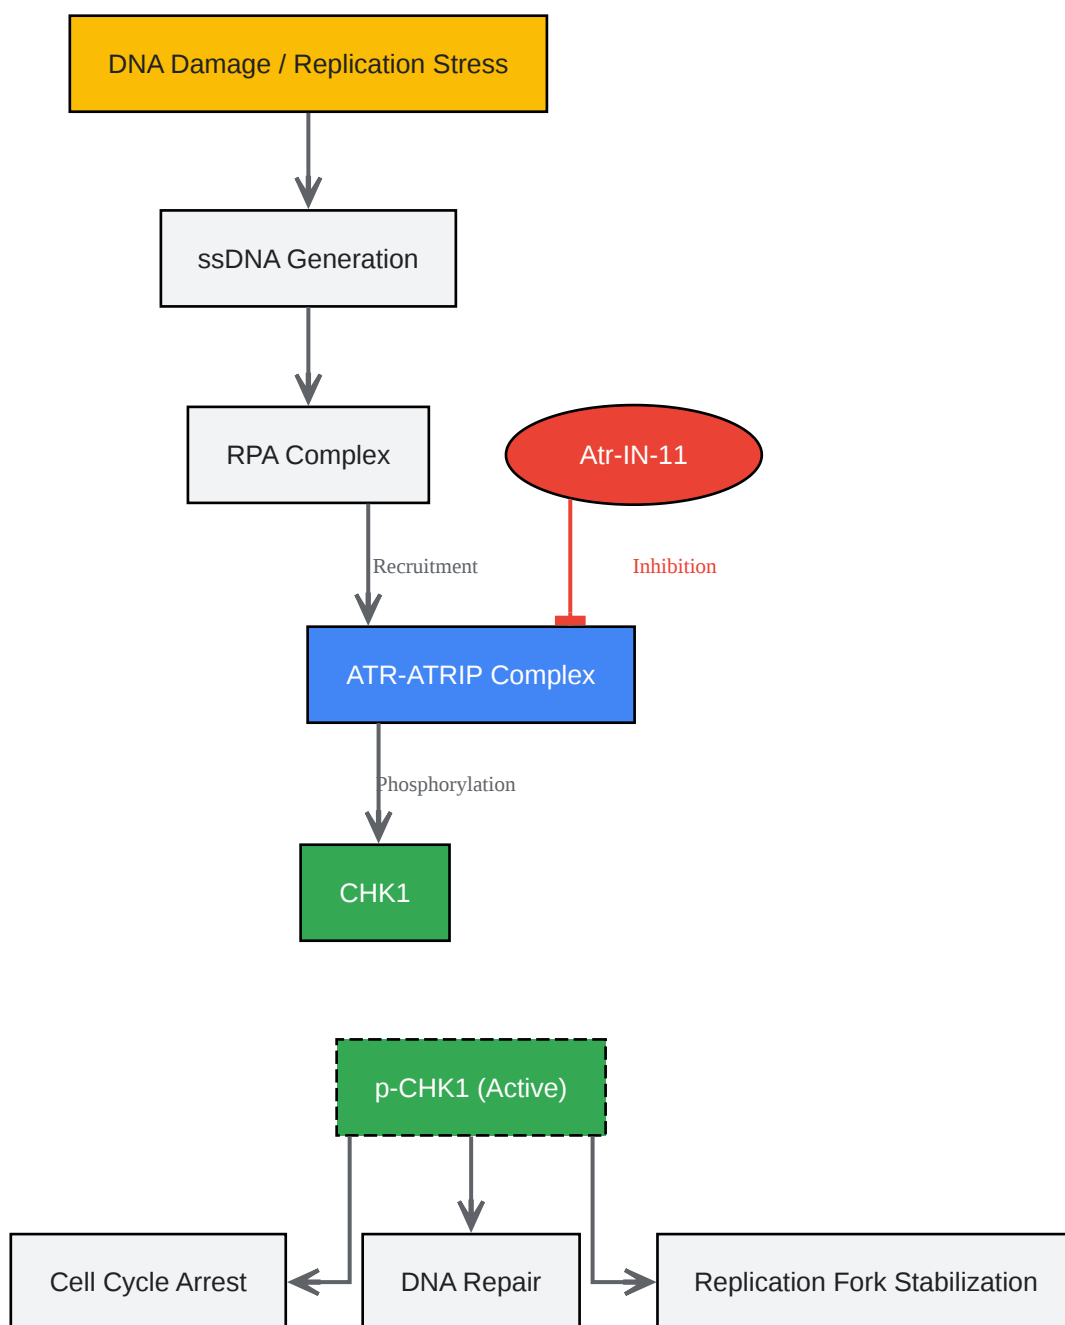 DNA Damage / Replication Stress
ssDNA Generation
RPA Complex
Atr-IN-11
Recruitment
Inhibition
ATR-ATRIP Complex
Phosphorylation
CHK1
p-CHK1 (Active)
Cell Cycle Arrest
DNA Repair
Replication Fork Stabilization